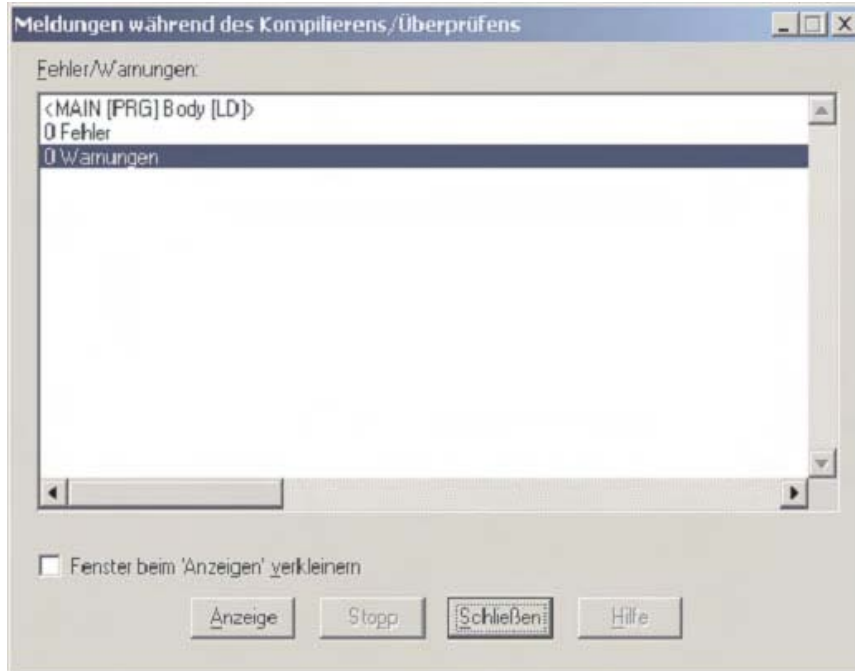 Meldungen während des Kompilierens/Überprüfens
Fehler/Warnungen:
<MAIN [PRG] Body [LD]>
0 Fehler
0 Warnungen
Fenster beim 'Anzeigen' verkleinern
Anzeige Stopp Schließen Hilfe